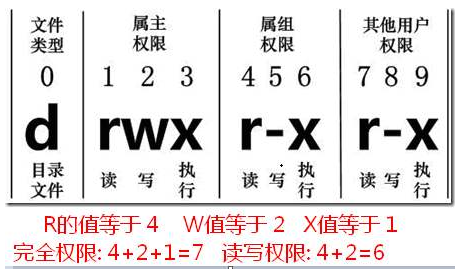 文件 属主 属组 其他用户
类型 权限 权限 权限
0 1 2 3 4 5 6 7 8 9
d rwx r-x r-x
目录 读 写 执 读 写 执 读 写 执
文件 行 行 行
R的值等于4 W值等于2 X值等于1
完全权限: 4+2+1=7 读写权限: 4+2=6